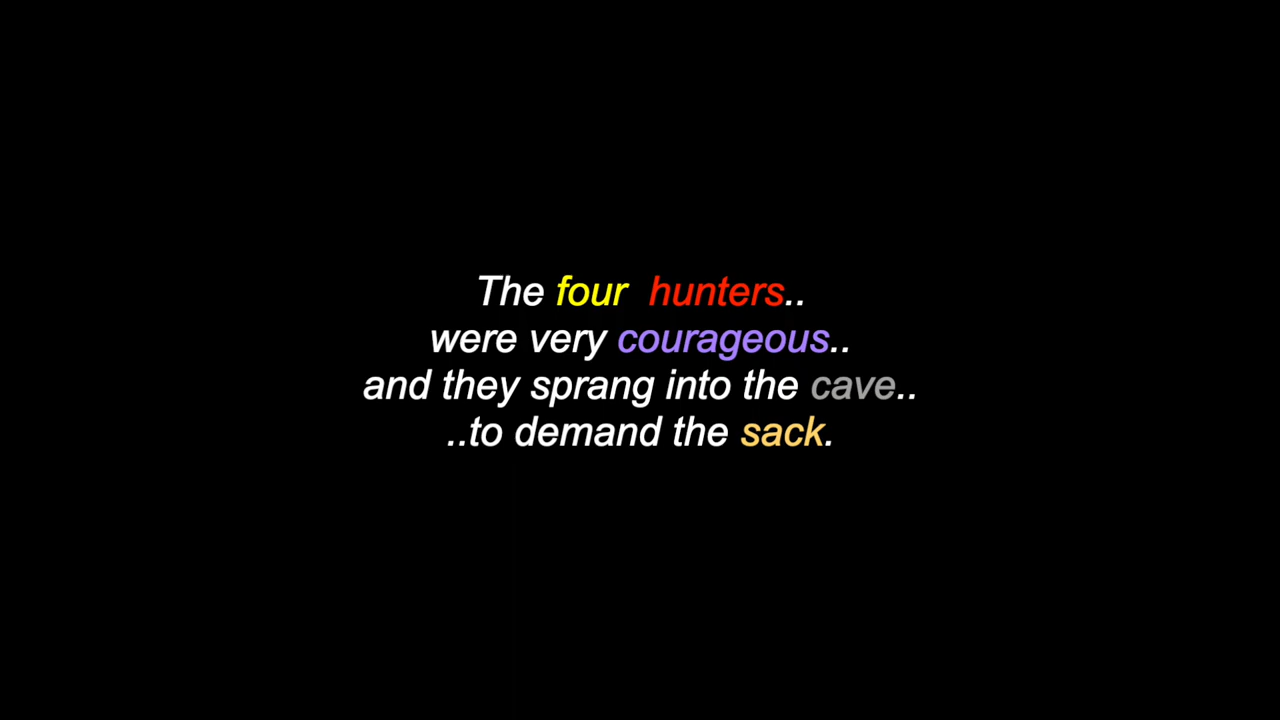 The four  hunters..
were very courageous..
and they sprang into the cave..
..to demand the sack.